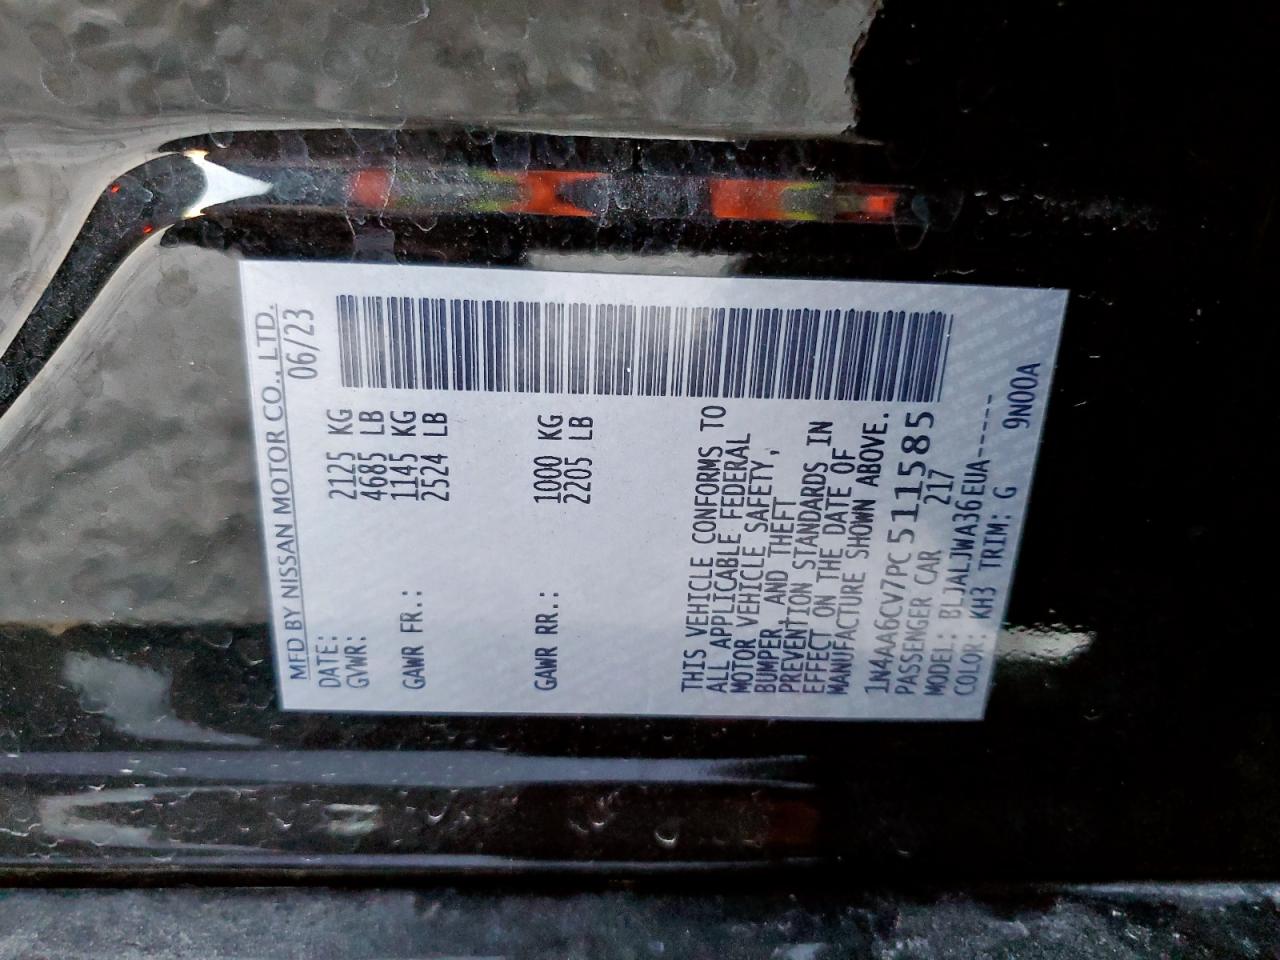 MFD BY NISSAN MOTOR CO., LTD.
DATE: 06/23
GVWR: 2125 KG
4685 LB
GAWR FR.: 1145 KG
2524 LB
GAWR RR.: 1000 KG
2205 LB
THIS VEHICLE CONFORMS TO
ALL APPLICABLE FEDERAL
MOTOR VEHICLE SAFETY,
BUMPER, AND THEFT
PREVENTION STANDARDS IN
EFFECT ON THE DATE OF
MANUFACTURE SHOWN ABOVE.
1N4AA6CV7PC511585
PASSENGER CAR 217
MODEL: BLJALJWA36EUA-----
COLOR: KH3 TRIM: G 9N00A